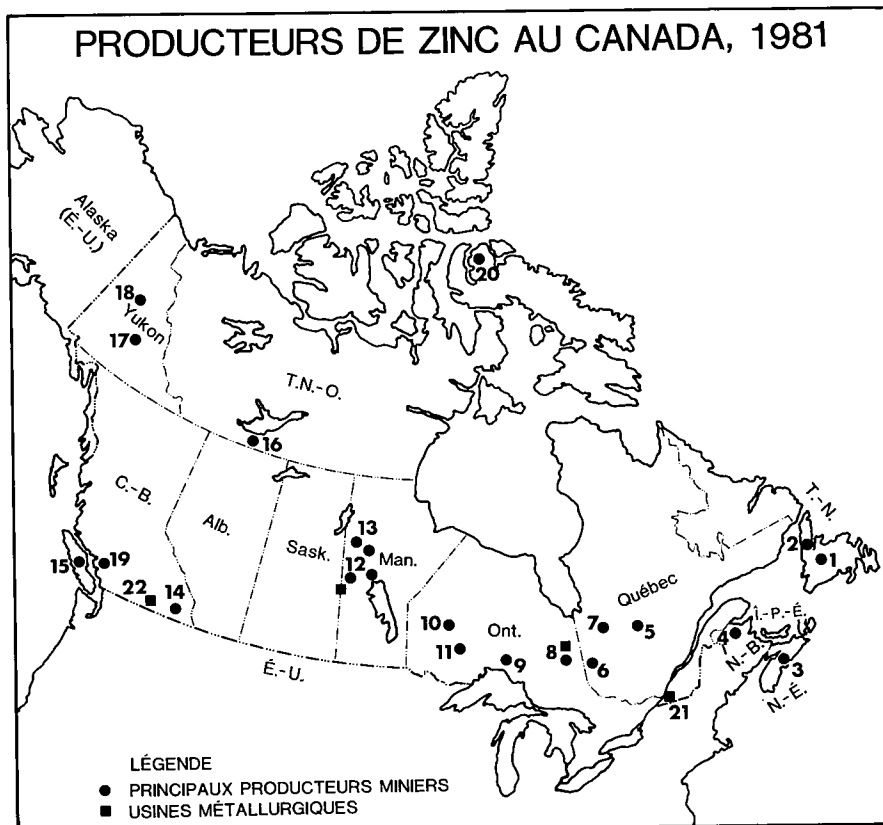 PRODUCTEURS DE ZINC AU CANADA, 1981
Alaska
(É.-U.)
20
18
Yukon
17
T.N.-O.
16
C.-B.
Alb.
Sask.
13
Man.
12
15
19
22
14
É.-U.
10
11
Ont.
9
8
7
6
5
Québec
T.-N.
2
1
Î.-P.-É.
4
N.-B.
3
N.-É.
21
LÉGENDE
● PRINCIPAUX PRODUCTEURS MINIERS
■ USINES MÉTALLURGIQUES